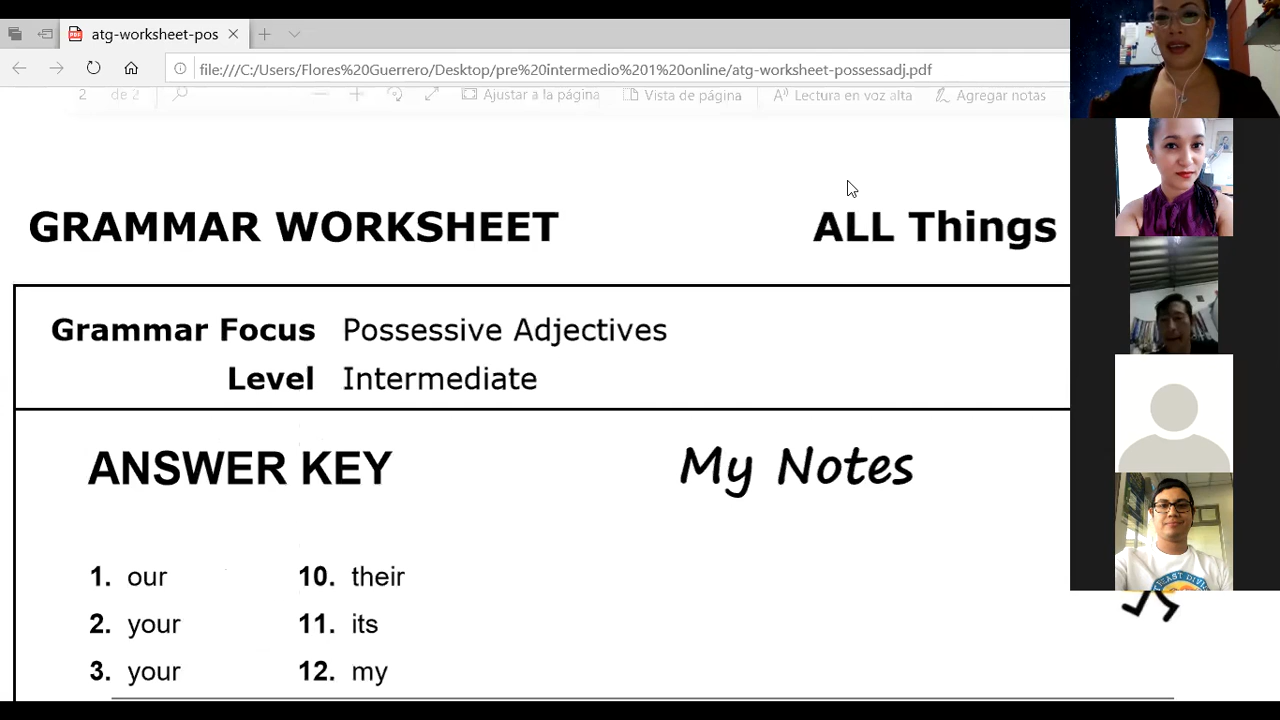 atg-worksheet-pos
file:///C:/Users/Flores%20Guerrero/Desktop/pre%20intermedio%201%20online/atg-worksheet-possessadj.pdf
2 de 2 Ajustar a la página Vista de página Lectura en voz alta Agregar notas
GRAMMAR WORKSHEET ALL Things
Grammar Focus Possessive Adjectives
Level Intermediate
ANSWER KEY My Notes
1. our 10. their
2. your 11. its
3. your 12. my